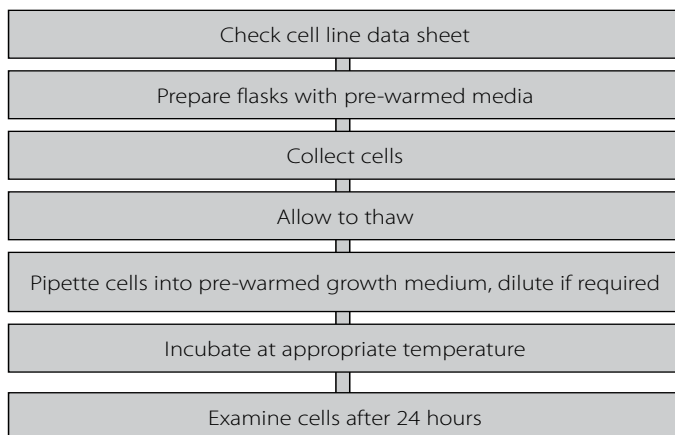 Check cell line data sheet
Prepare flasks with pre-warmed media
Collect cells
Allow to thaw
Pipette cells into pre-warmed growth medium, dilute if required
Incubate at appropriate temperature
Examine cells after 24 hours